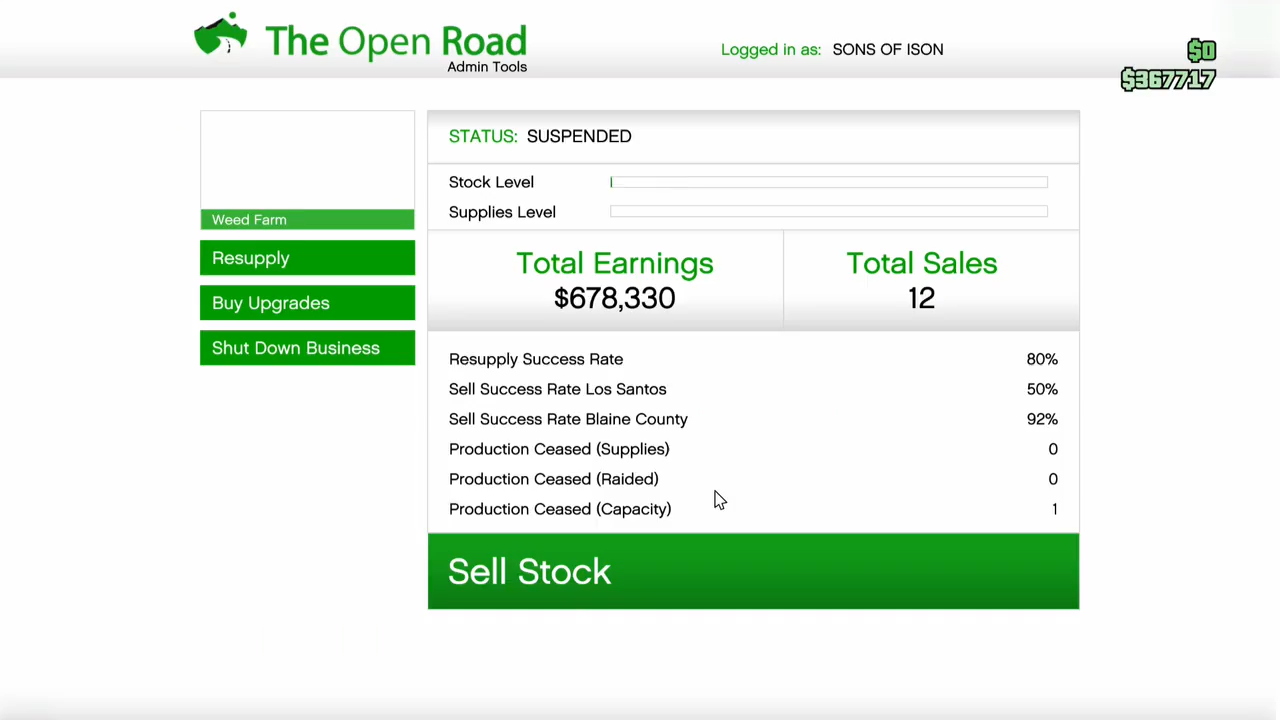 The Open Road
Admin Tools
Logged in as: SONS OF ISON
$0
$367717
STATUS: SUSPENDED
Stock Level
Supplies Level
Weed Farm
Resupply
Buy Upgrades
Shut Down Business
Total Earnings
$678,330
Total Sales
12
Resupply Success Rate 80%
Sell Success Rate Los Santos 50%
Sell Success Rate Blaine County 92%
Production Ceased (Supplies) 0
Production Ceased (Raided) 0
Production Ceased (Capacity) 1
Sell Stock